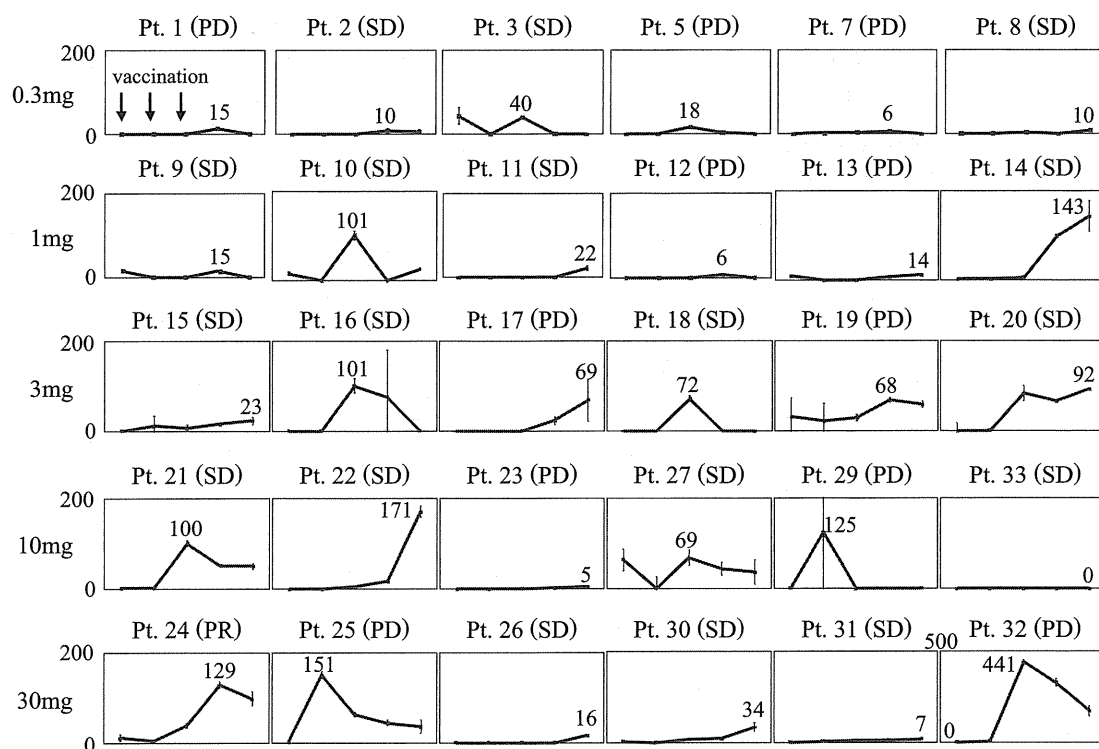 Pt. 1 (PD) Pt. 2 (SD) Pt. 3 (SD) Pt. 5 (PD) Pt. 7 (PD) Pt. 8 (SD)
200
vaccination
0.3mg 15 10 40 18 6 10
0
Pt. 9 (SD) Pt. 10 (SD) Pt. 11 (SD) Pt. 12 (PD) Pt. 13 (PD) Pt. 14 (SD)
200
1mg 15 101 22 6 14 143
0
Pt. 15 (SD) Pt. 16 (SD) Pt. 17 (PD) Pt. 18 (SD) Pt. 19 (PD) Pt. 20 (SD)
200
3mg 23 101 69 72 68 92
0
Pt. 21 (SD) Pt. 22 (SD) Pt. 23 (PD) Pt. 27 (SD) Pt. 29 (PD) Pt. 33 (SD)
200
10mg 100 171 5 69 125 0
0
Pt. 24 (PR) Pt. 25 (PD) Pt. 26 (SD) Pt. 30 (SD) Pt. 31 (SD) Pt. 32 (PD)
200 500
30mg 129 151 16 34 7 441
0 0